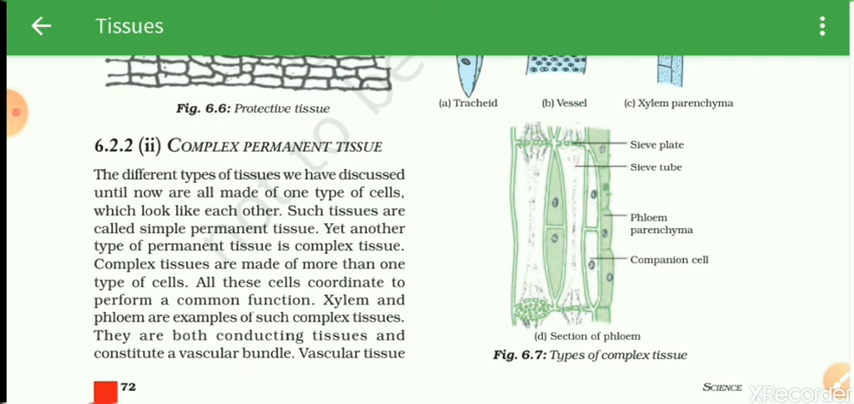 Tissues
Fig. 6.6: Protective tissue
(a) Tracheid
(b) Vessel
(c) Xylem parenchyma
6.2.2 (ii) COMPLEX PERMANENT TISSUE
The different types of tissues we have discussed
until now are all made of one type of cells,
which look like each other. Such tissues are
called simple permanent tissue. Yet another
type of permanent tissue is complex tissue.
Complex tissues are made of more than one
type of cells. All these cells coordinate to
perform a common function. Xylem and
phloem are examples of such complex tissues.
They are both conducting tissues and
constitute a vascular bundle. Vascular tissue
Sieve plate
Sieve tube
Phloem
parenchyma
Companion cell
(d) Section of phloem
Fig. 6.7: Types of complex tissue
72
SCIENCE
XRecorder
not to be